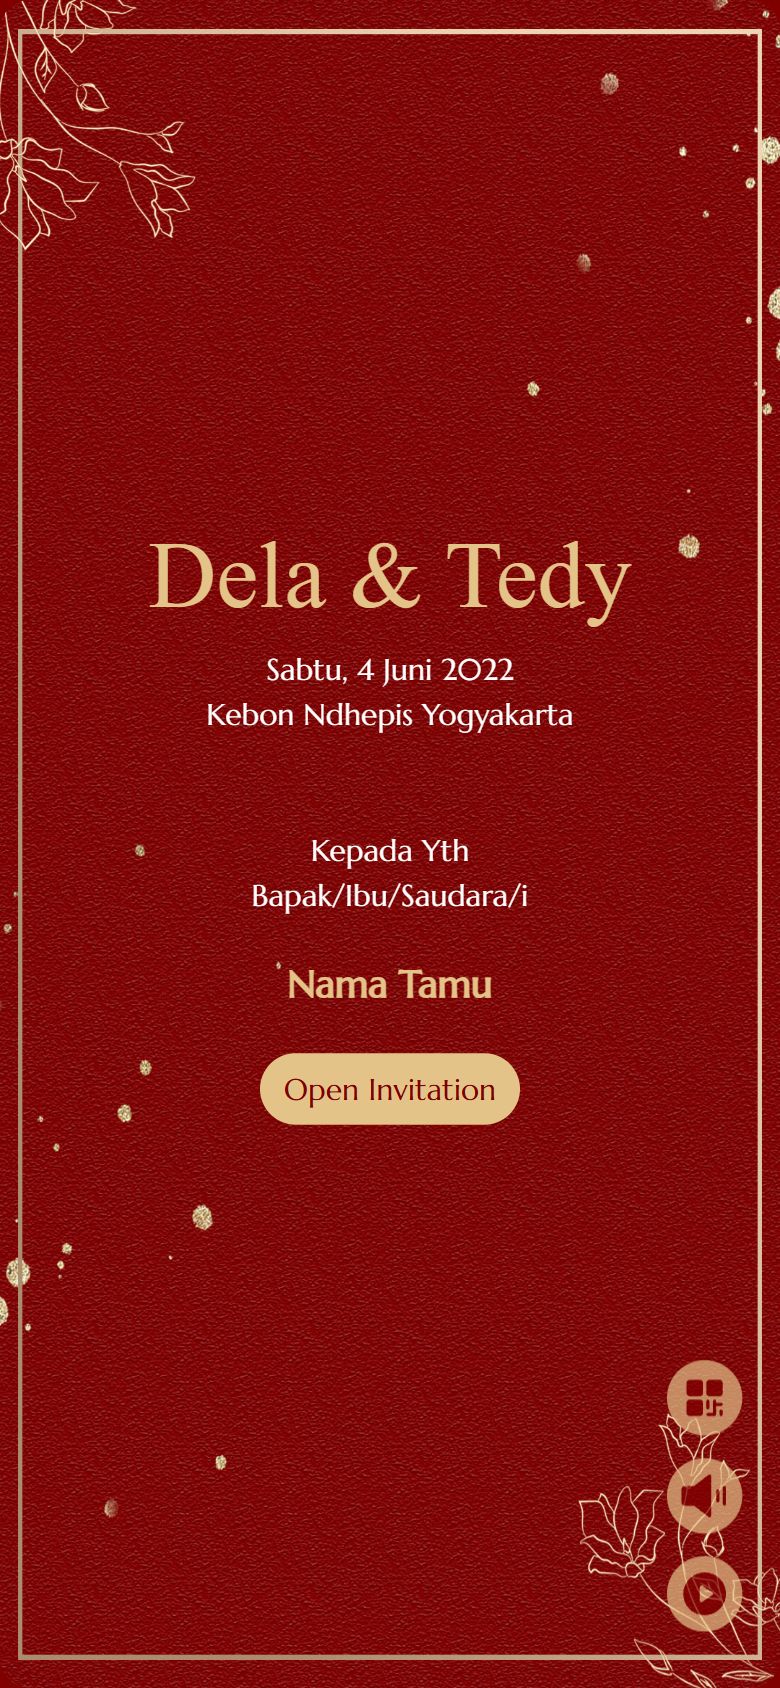 Dela & Tedy
Sabtu, 4 Juni 2022
Kebon Ndhepis Yogyakarta
Kepada Yth
Bapak/Ibu/Saudara/i
Nama Tamu
Open Invitation